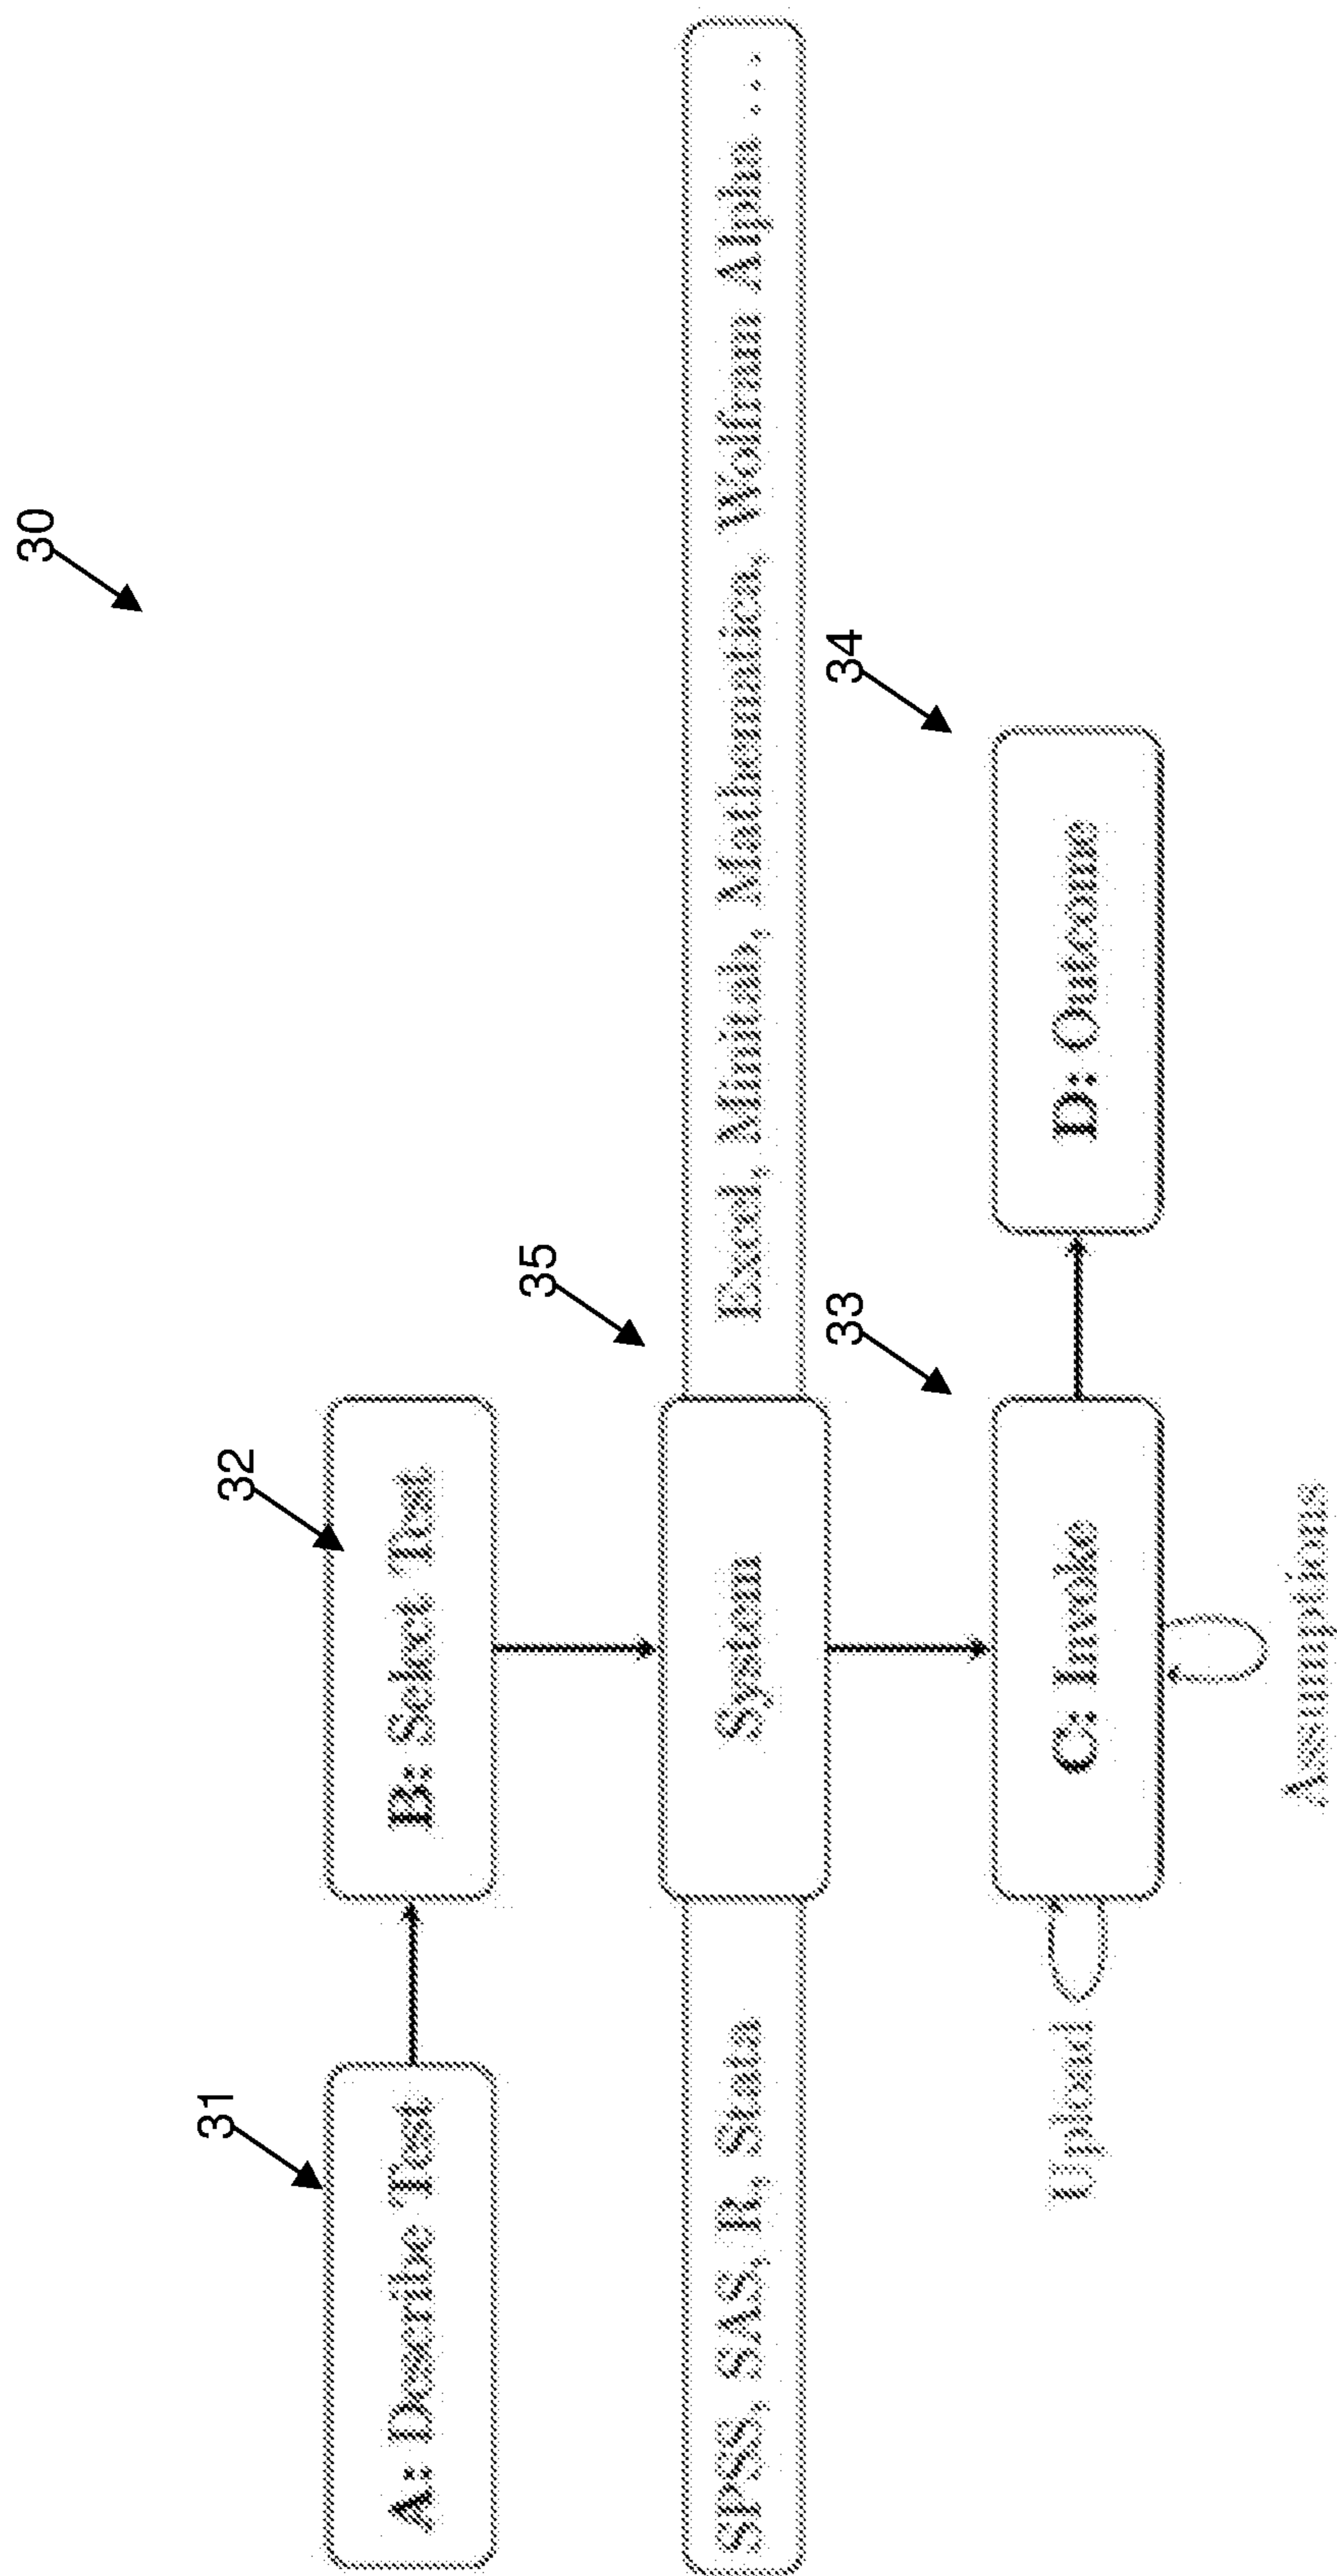 30
31
A: Describe Test
32
B: Select Test
35
SPSS, SAS, R, Stata
System
Excel, Minitab, Mathematica, Wolfram Alpha . . .
33
34
Upload
C: Invoke
D: Outcome
Assumptions